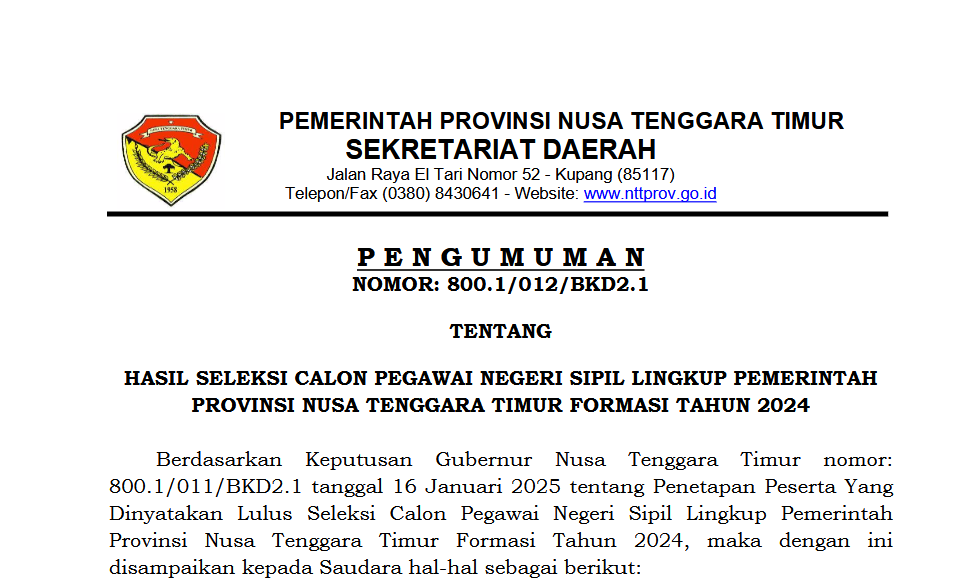 PEMERINTAH PROVINSI NUSA TENGGARA TIMUR
SEKRETARIAT DAERAH
Jalan Raya El Tari Nomor 52 - Kupang (85117)
Telepon/Fax (0380) 8430641 - Website: www.nttprov.go.id
1958
P E N G U M U M A N
NOMOR: 800.1/012/BKD2.1
TENTANG
HASIL SELEKSI CALON PEGAWAI NEGERI SIPIL LINGKUP PEMERINTAH
PROVINSI NUSA TENGGARA TIMUR FORMASI TAHUN 2024
Berdasarkan Keputusan Gubernur Nusa Tenggara Timur nomor:
800.1/011/BKD2.1 tanggal 16 Januari 2025 tentang Penetapan Peserta Yang
Dinyatakan Lulus Seleksi Calon Pegawai Negeri Sipil Lingkup Pemerintah
Provinsi Nusa Tenggara Timur Formasi Tahun 2024, maka dengan ini
disampaikan kepada Saudara hal-hal sebagai berikut: